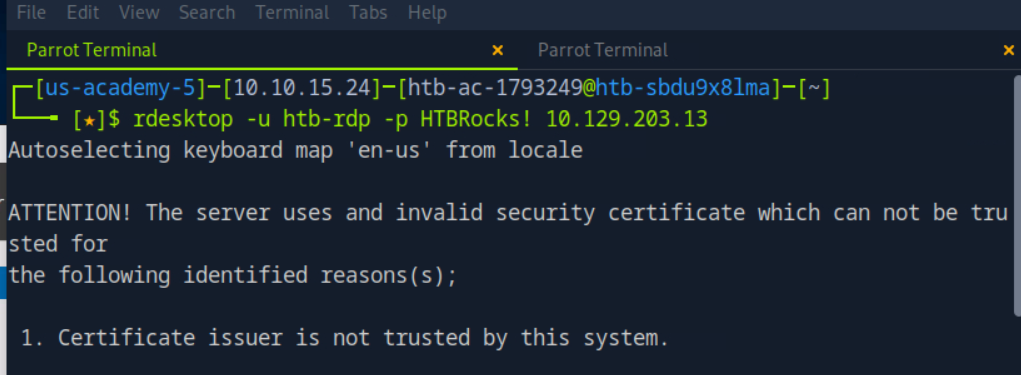 File Edit View Search Terminal Tabs Help
Parrot Terminal × Parrot Terminal ×
[us-academy-5]─[10.10.15.24]─[htb-ac-1793249@htb-sbdu9x8lma]─[~]
[★]$ rdesktop -u htb-rdp -p HTBRocks! 10.129.203.13
Autoselecting keyboard map 'en-us' from locale
ATTENTION! The server uses and invalid security certificate which can not be tru
sted for
the following identified reasons(s);
1. Certificate issuer is not trusted by this system.